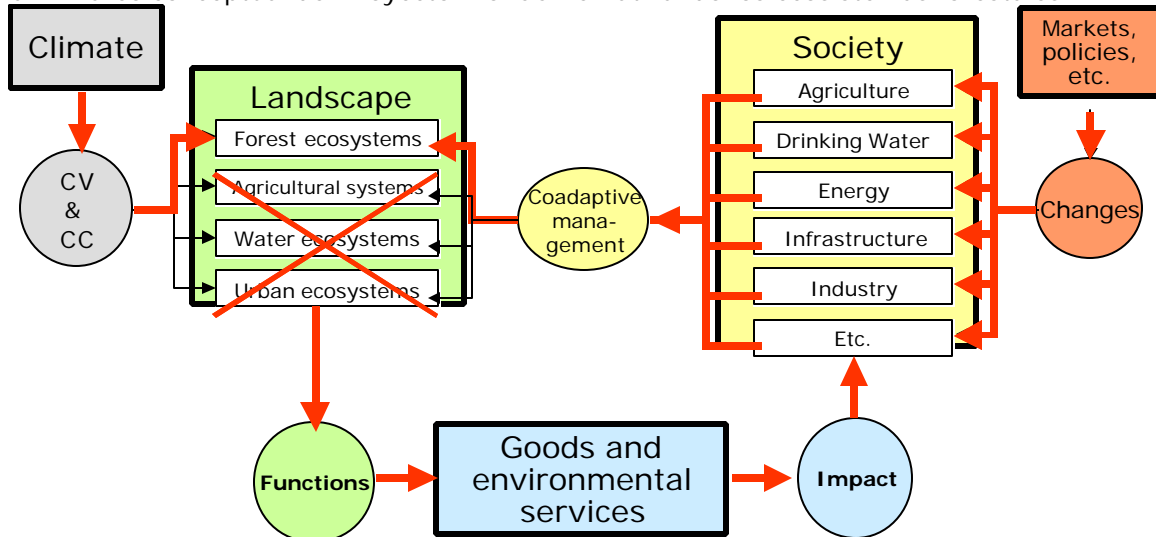 Climate
CV
&
CC
Landscape
Forest ecosystems
Agricultural systems
Water ecosystems
Urban ecosystems
Coadaptive
mana-
gement
Society
Agriculture
Drinking Water
Energy
Infrastructure
Industry
Etc.
Markets,
policies,
etc.
Changes
Functions
Goods and
environmental
services
Impact